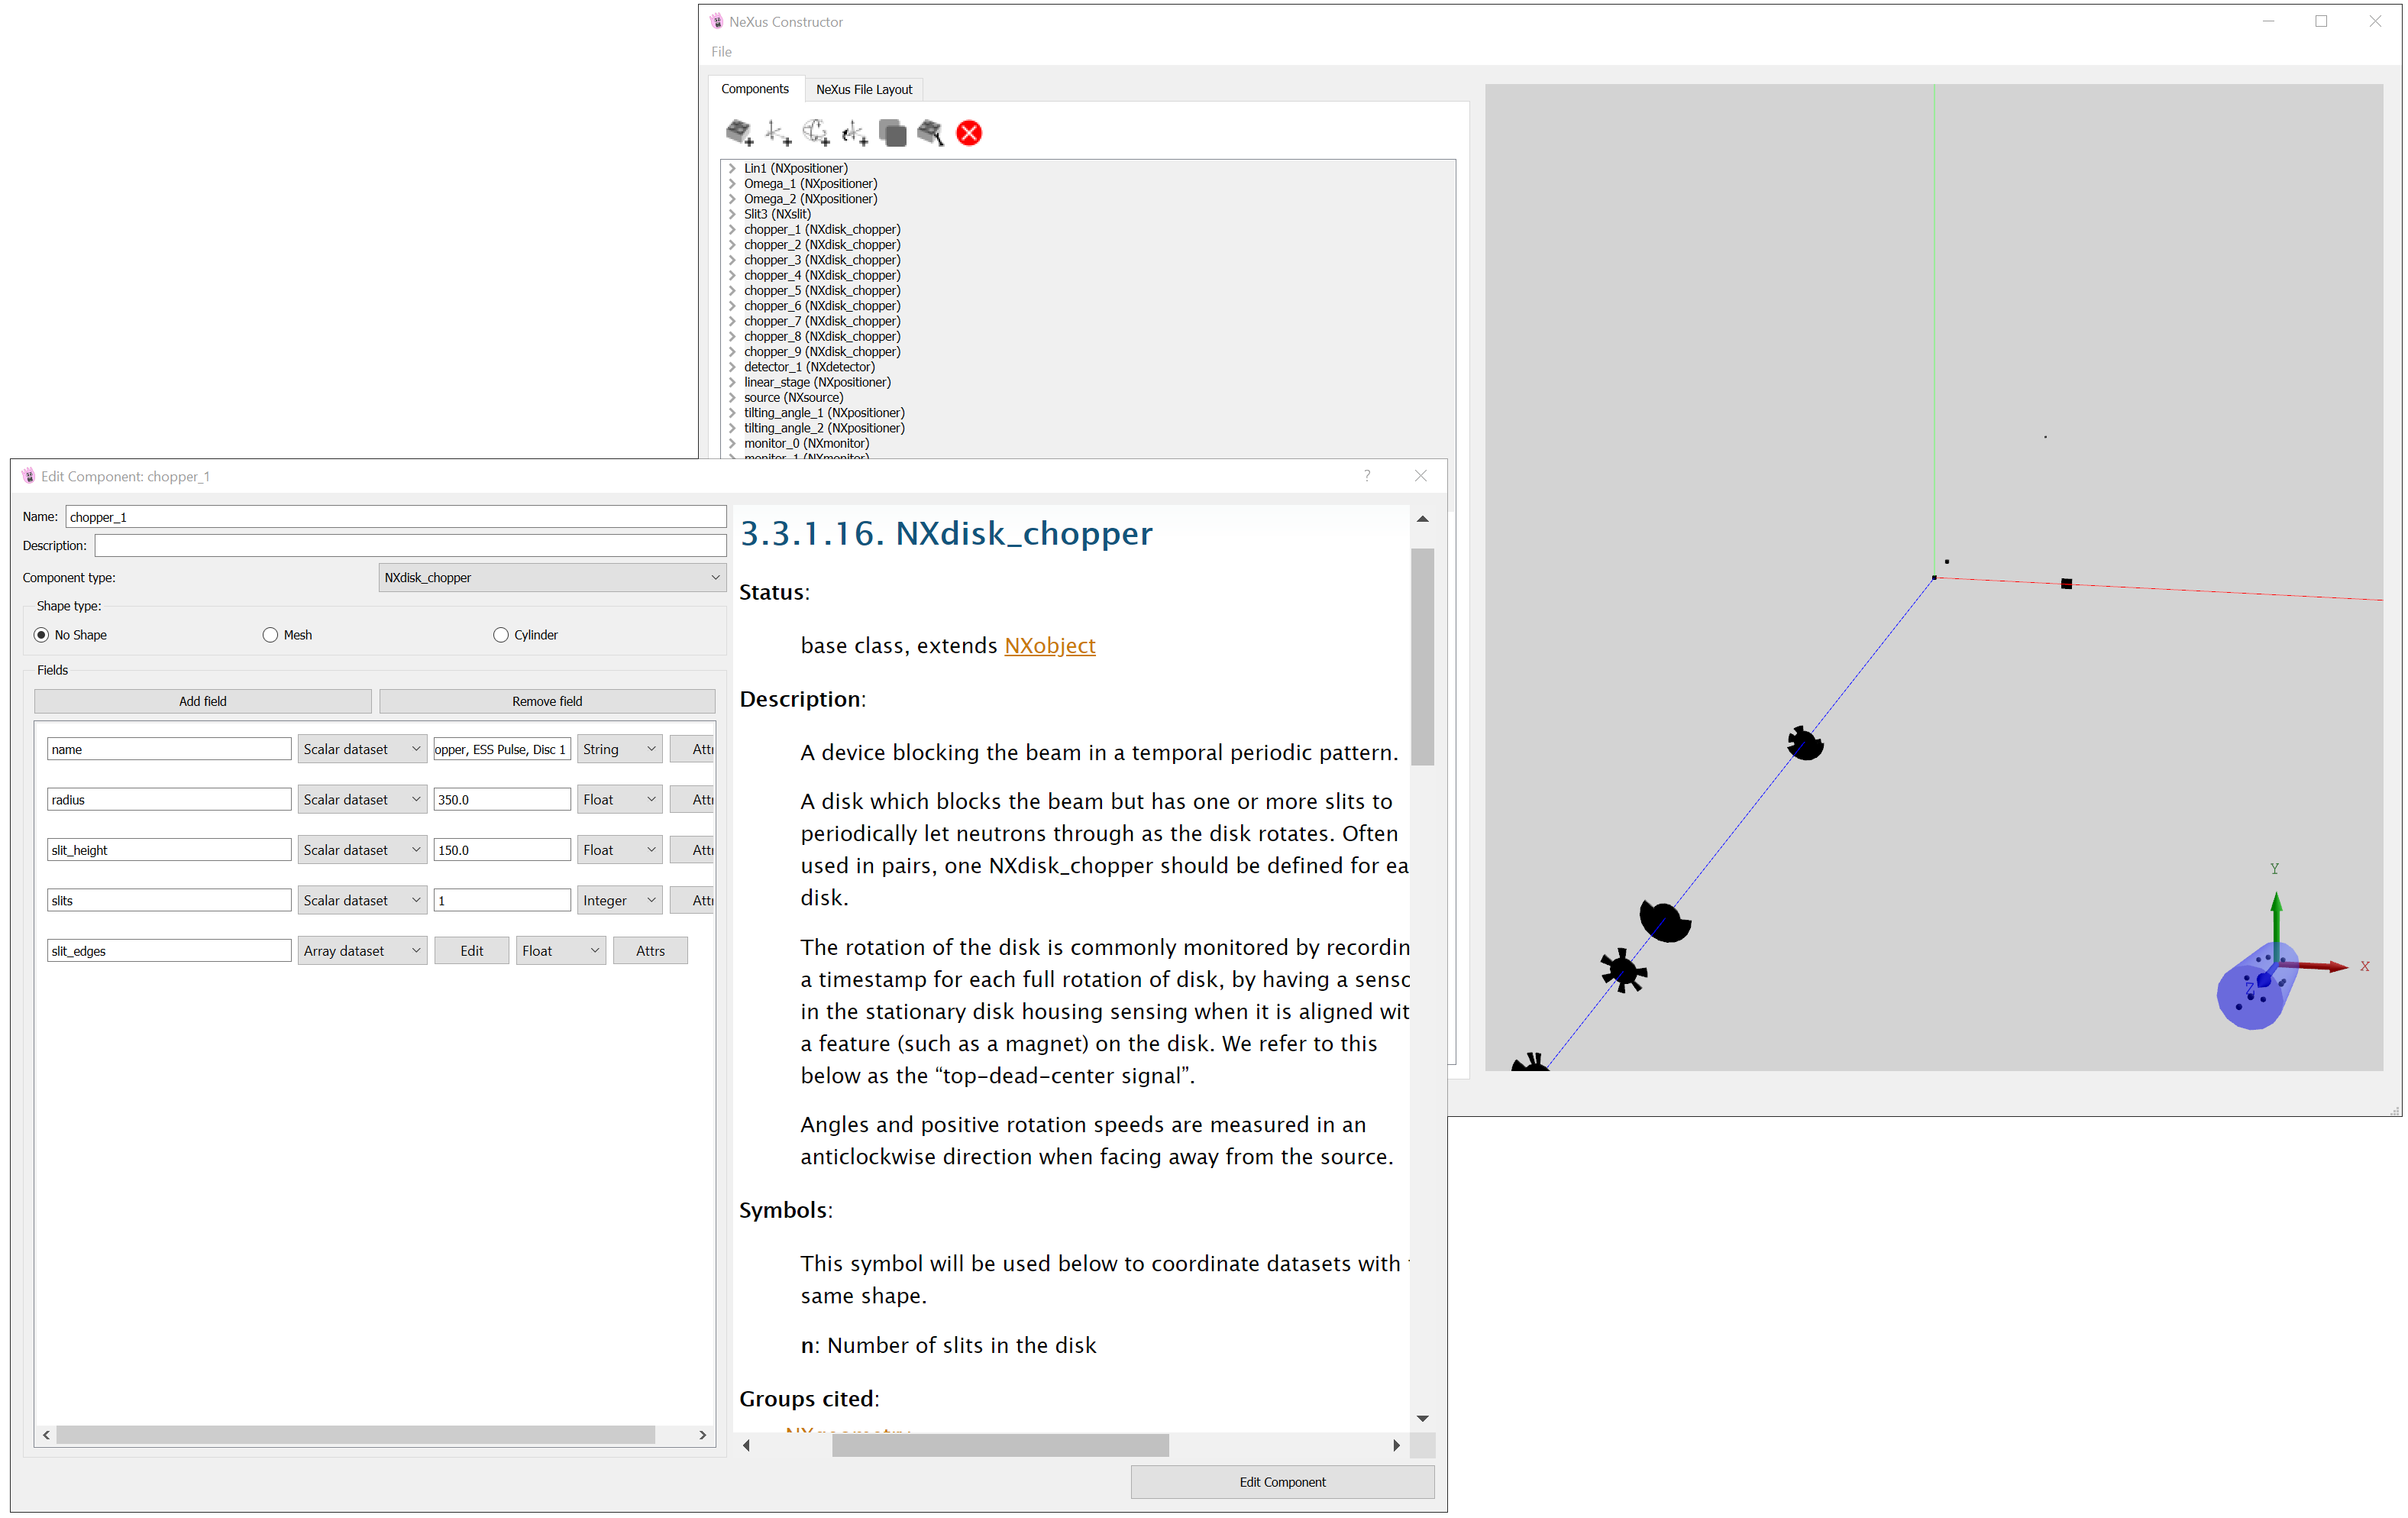 NeXus Constructor
File
Components
NeXus File Layout
Lin1 (NXpositioner)
Omega_1 (NXpositioner)
Omega_2 (NXpositioner)
Slit3 (NXslit)
chopper_1 (NXdisk_chopper)
chopper_2 (NXdisk_chopper)
chopper_3 (NXdisk_chopper)
chopper_4 (NXdisk_chopper)
chopper_5 (NXdisk_chopper)
chopper_6 (NXdisk_chopper)
chopper_7 (NXdisk_chopper)
chopper_8 (NXdisk_chopper)
chopper_9 (NXdisk_chopper)
detector_1 (NXdetector)
linear_stage (NXpositioner)
source (NXsource)
tilting_angle_1 (NXpositioner)
tilting_angle_2 (NXpositioner)
monitor_0 (NXmonitor)
monitor_1 (NXmonitor)
Y
X
Z
Edit Component: chopper_1
?
Name: chopper_1
Description:
Component type: NXdisk_chopper
Shape type:
No Shape Mesh Cylinder
Fields
Add field Remove field
name Scalar dataset opper, ESS Pulse, Disc 1 String Attr
radius Scalar dataset 350.0 Float Attr
slit_height Scalar dataset 150.0 Float Attr
slits Scalar dataset 1 Integer Attr
slit_edges Array dataset Edit Float Attrs
3.3.1.16. NXdisk_chopper
Status:
base class, extends NXobject
Description:
A device blocking the beam in a temporal periodic pattern.
A disk which blocks the beam but has one or more slits to
periodically let neutrons through as the disk rotates. Often
used in pairs, one NXdisk_chopper should be defined for ea
disk.
The rotation of the disk is commonly monitored by recordin
a timestamp for each full rotation of disk, by having a senso
in the stationary disk housing sensing when it is aligned wit
a feature (such as a magnet) on the disk. We refer to this
below as the “top-dead-center signal”.
Angles and positive rotation speeds are measured in an
anticlockwise direction when facing away from the source.
Symbols:
This symbol will be used below to coordinate datasets with
same shape.
n: Number of slits in the disk
Groups cited:
NXgeometry
Edit Component